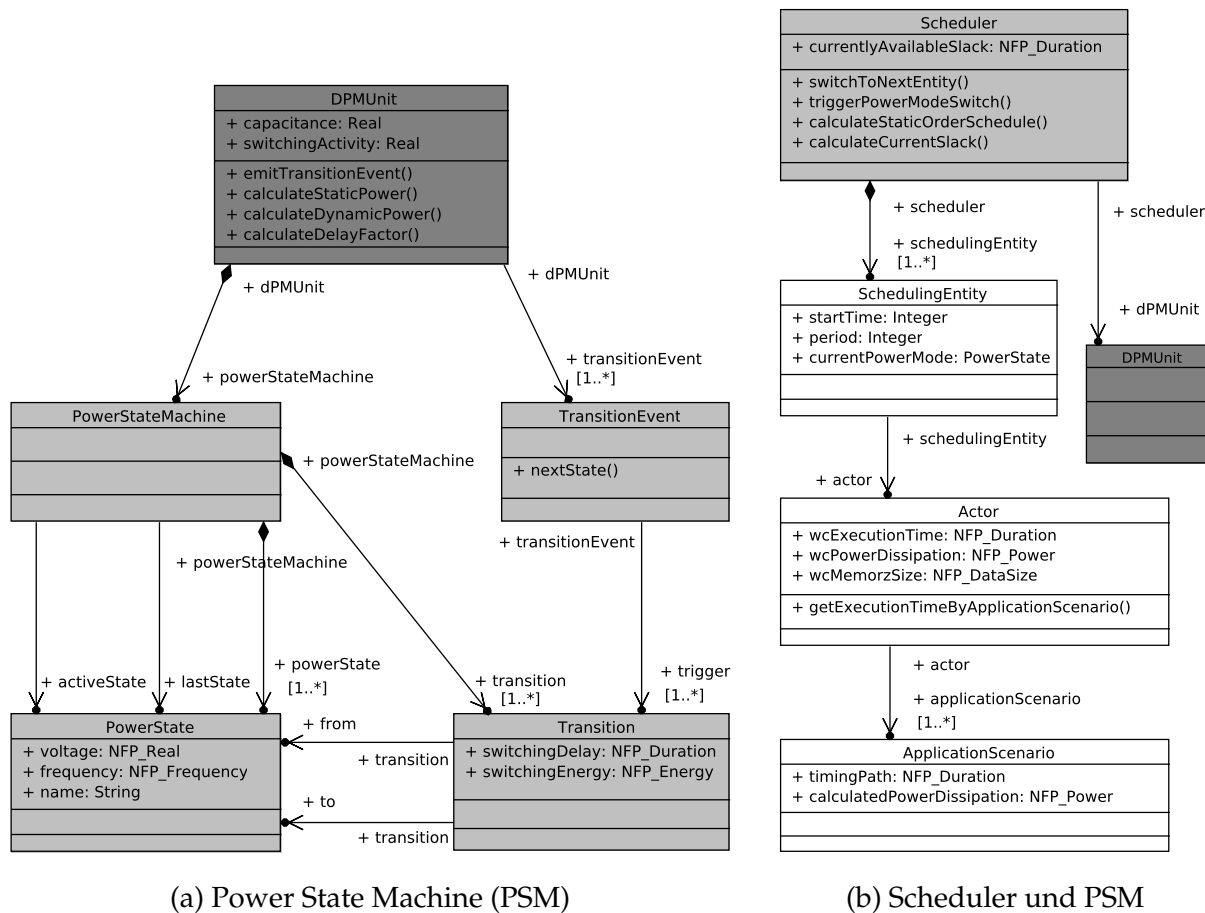 DPMUnit
+ capacitance: Real
+ switchingActivity: Real
+ emitTransitionEvent()
+ calculateStaticPower()
+ calculateDynamicPower()
+ calculateDelayFactor()
+ dPMUnit
+ dPMUnit
+ powerStateMachine
+ transitionEvent
[1..*]
PowerStateMachine
TransitionEvent
+ nextState()
+ powerStateMachine
+ powerStateMachine
+ transitionEvent
+ activeState
+ lastState
+ powerState
[1..*]
+ transition
[1..*]
+ trigger
[1..*]
PowerState
+ voltage: NFP_Real
+ frequency: NFP_Frequency
+ name: String
+ from
+ transition
+ to
+ transition
Transition
+ switchingDelay: NFP_Duration
+ switchingEnergy: NFP_Energy
(a) Power State Machine (PSM)
Scheduler
+ currentlyAvailableSlack: NFP_Duration
+ switchToNextEntity()
+ triggerPowerModeSwitch()
+ calculateStaticOrderSchedule()
+ calculateCurrentSlack()
+ scheduler
+ scheduler
+ schedulingEntity
[1..*]
SchedulingEntity
+ startTime: Integer
+ period: Integer
+ currentPowerMode: PowerState
+ dPMUnit
DPMUnit
+ schedulingEntity
+ actor
Actor
+ wcExecutionTime: NFP_Duration
+ wcPowerDissipation: NFP_Power
+ wcMemorzSize: NFP_DataSize
+ getExecutionTimeByApplicationScenario()
+ actor
+ applicationScenario
[1..*]
ApplicationScenario
+ timingPath: NFP_Duration
+ calculatedPowerDissipation: NFP_Power
(b) Scheduler und PSM